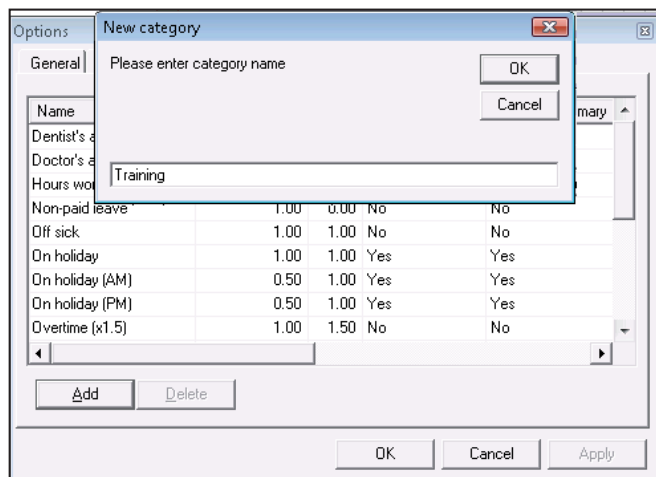 Options
New category
General
Please enter category name
OK
Cancel
Name
mary
Dentist's a
Doctor's a
Hours wo
Training
Non-paid leave 1.00 0.00 No No
Off sick 1.00 1.00 No No
On holiday 1.00 1.00 Yes Yes
On holiday (AM) 0.50 1.00 Yes Yes
On holiday (PM) 0.50 1.00 Yes Yes
Overtime (x1.5) 1.00 1.50 No No
Add Delete
OK Cancel Apply